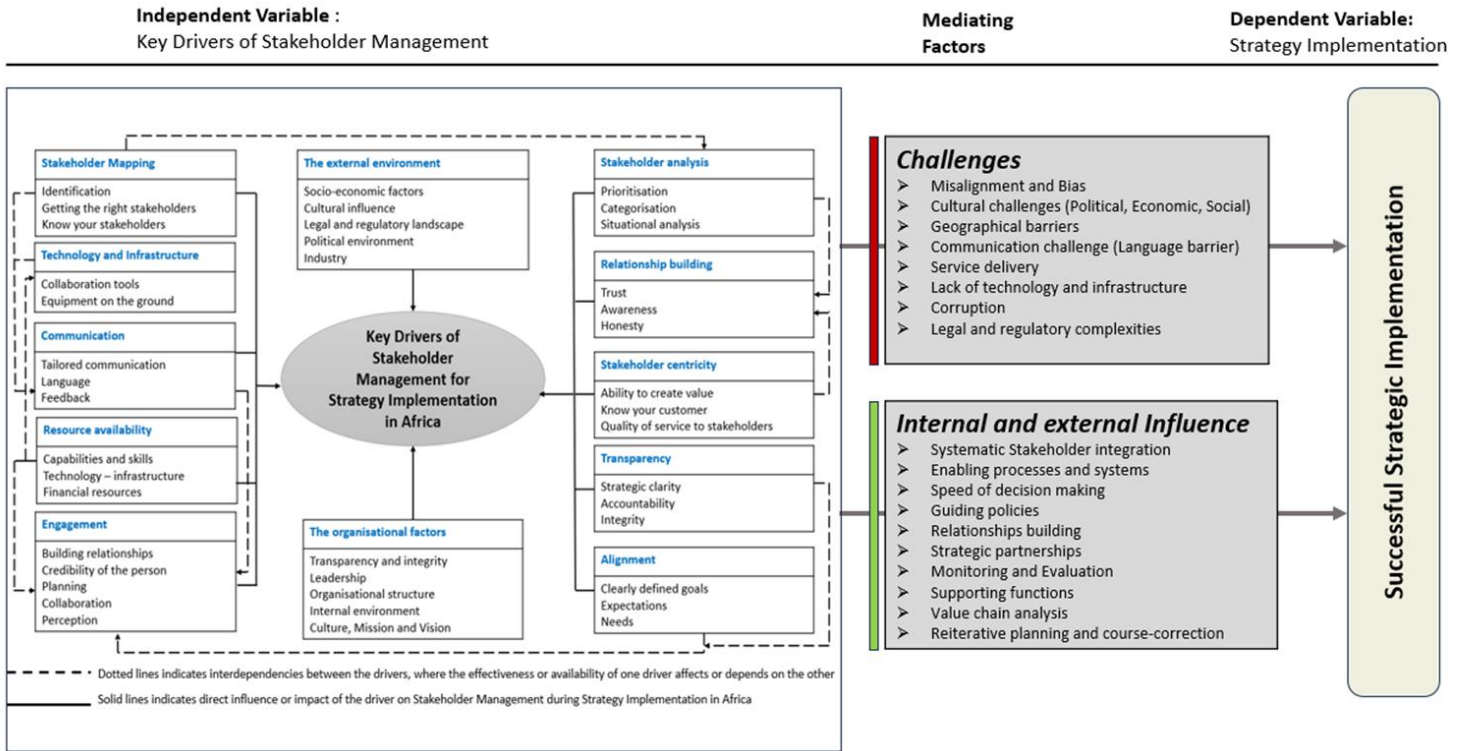 Independent Variable :
Key Drivers of Stakeholder Management
Mediating
Factors
Dependent Variable:
Strategy Implementation
Stakeholder Mapping
Identification
Getting the right stakeholders
Know your stakeholders
Technology and Infrastructure
Collaboration tools
Equipment on the ground
Communication
Tailored communication
Language
Feedback
Resource availability
Capabilities and skills
Technology – infrastructure
Financial resources
Engagement
Building relationships
Credibility of the person
Planning
Collaboration
Perception
The external environment
Socio-economic factors
Cultural influence
Legal and regulatory landscape
Political environment
Industry
Key Drivers of
Stakeholder
Management for
Strategy Implementation
in Africa
The organisational factors
Transparency and integrity
Leadership
Organisational structure
Internal environment
Culture, Mission and Vision
Stakeholder analysis
Prioritisation
Categorisation
Situational analysis
Relationship building
Trust
Awareness
Honesty
Stakeholder centricity
Ability to create value
Know your customer
Quality of service to stakeholders
Transparency
Strategic clarity
Accountability
Integrity
Alignment
Clearly defined goals
Expectations
Needs
Dotted lines indicates interdependencies between the drivers, where the effectiveness or availability of one driver affects or depends on the other
Solid lines indicates direct influence or impact of the driver on Stakeholder Management during Strategy Implementation in Africa
Challenges
➢ Misalignment and Bias
➢ Cultural challenges (Political, Economic, Social)
➢ Geographical barriers
➢ Communication challenge (Language barrier)
➢ Service delivery
➢ Lack of technology and infrastructure
➢ Corruption
➢ Legal and regulatory complexities
Internal and external Influence
➢ Systematic Stakeholder integration
➢ Enabling processes and systems
➢ Speed of decision making
➢ Guiding policies
➢ Relationships building
➢ Strategic partnerships
➢ Monitoring and Evaluation
➢ Supporting functions
➢ Value chain analysis
➢ Reiterative planning and course-correction
Successful Strategic Implementation